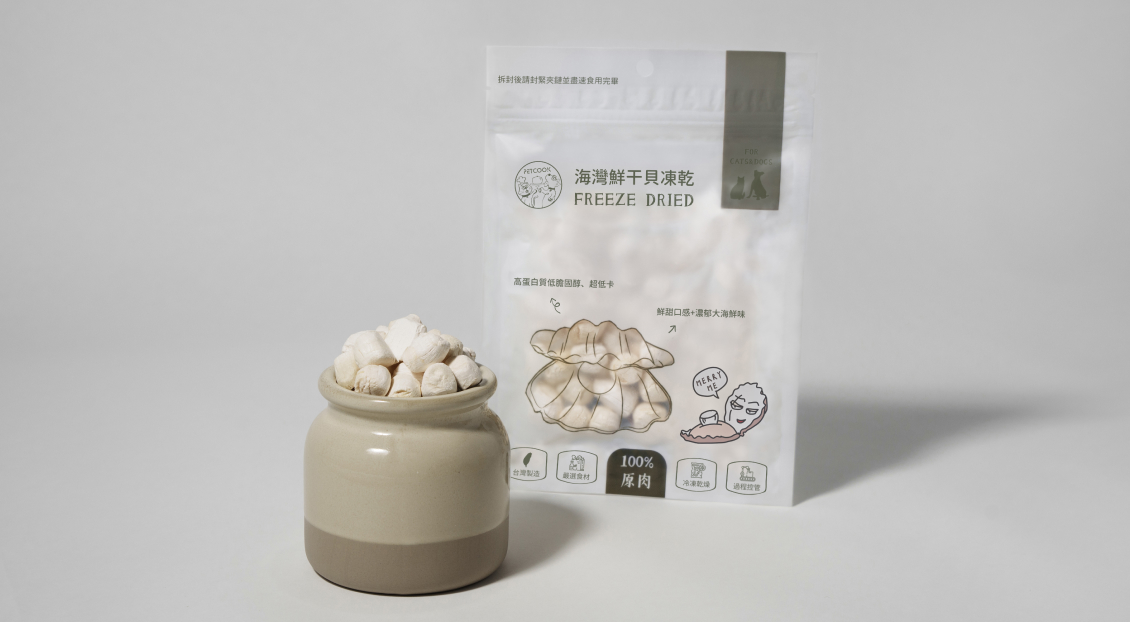 拆封後請封緊夾鏈並盡速食用完畢
FOR
CATS&DOGS
PETCOOK
海灣鮮干貝凍乾
FREEZE DRIED
高蛋白質低膽固醇、超低卡
鮮甜口感+濃郁大海鮮味
MERRY
ME
台灣製造
嚴選食材
100%
原肉
冷凍乾燥
過程控管